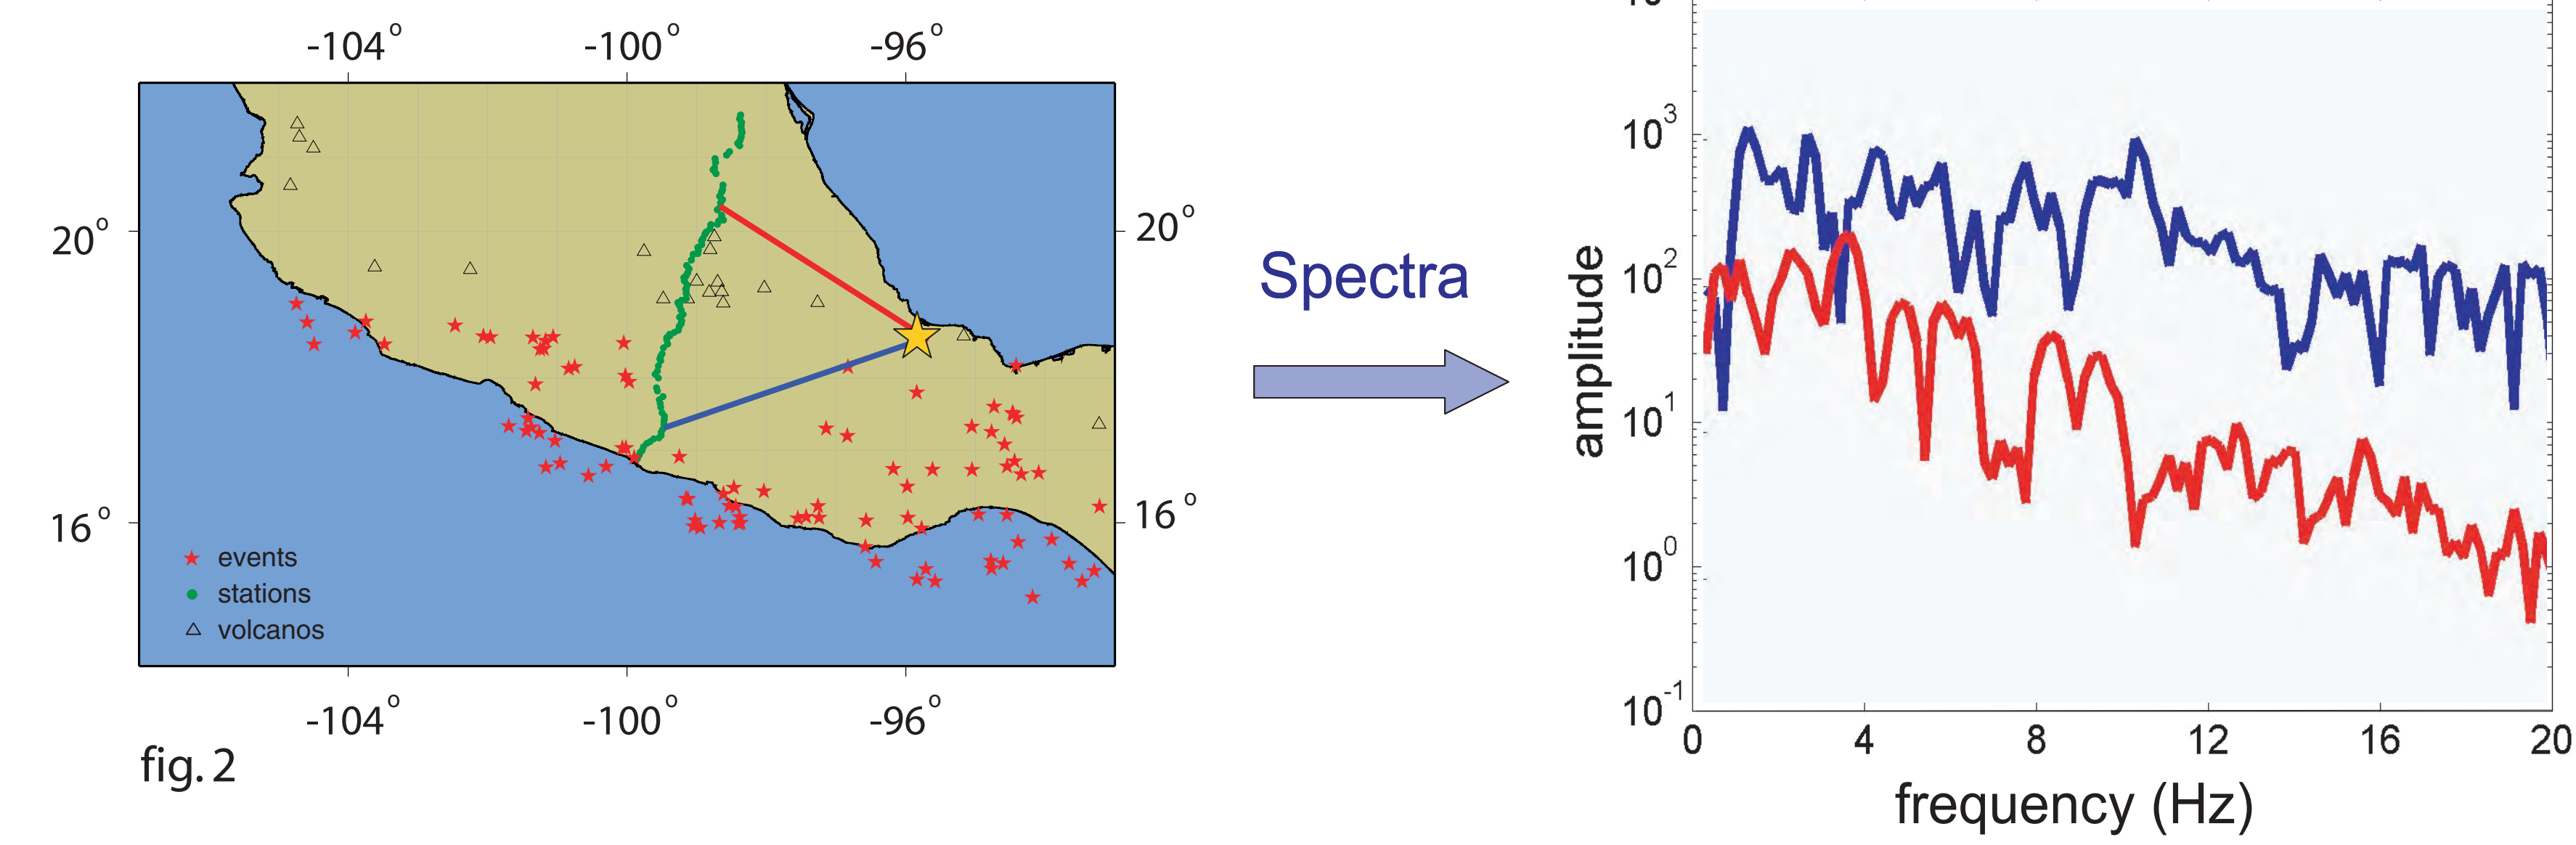 -104° -100° -96°
20° 20°
16° 16°
events
stations
volcanos
-104° -100° -96°
fig. 2
Spectra
amplitude
10³
10²
10¹
10⁰
10⁻¹
0 4 8 12 16 20
frequency (Hz)